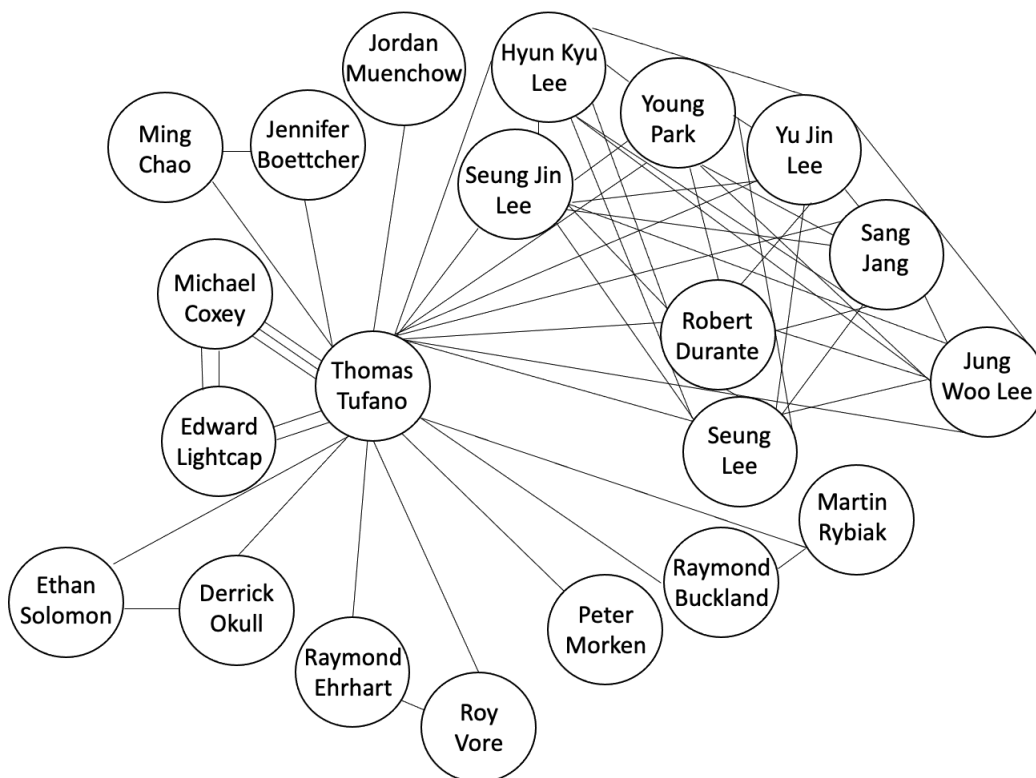 Jordan
Muenchow
Hyun Kyu
Lee
Young
Park
Yu Jin
Lee
Ming
Chao
Jennifer
Boettcher
Seung Jin
Lee
Sang
Jang
Michael
Coxey
Robert
Durante
Jung
Woo Lee
Thomas
Tufano
Edward
Lightcap
Seung
Lee
Martin
Rybiak
Raymond
Buckland
Ethan
Solomon
Derrick
Okull
Peter
Morken
Raymond
Ehrhart
Roy
Vore